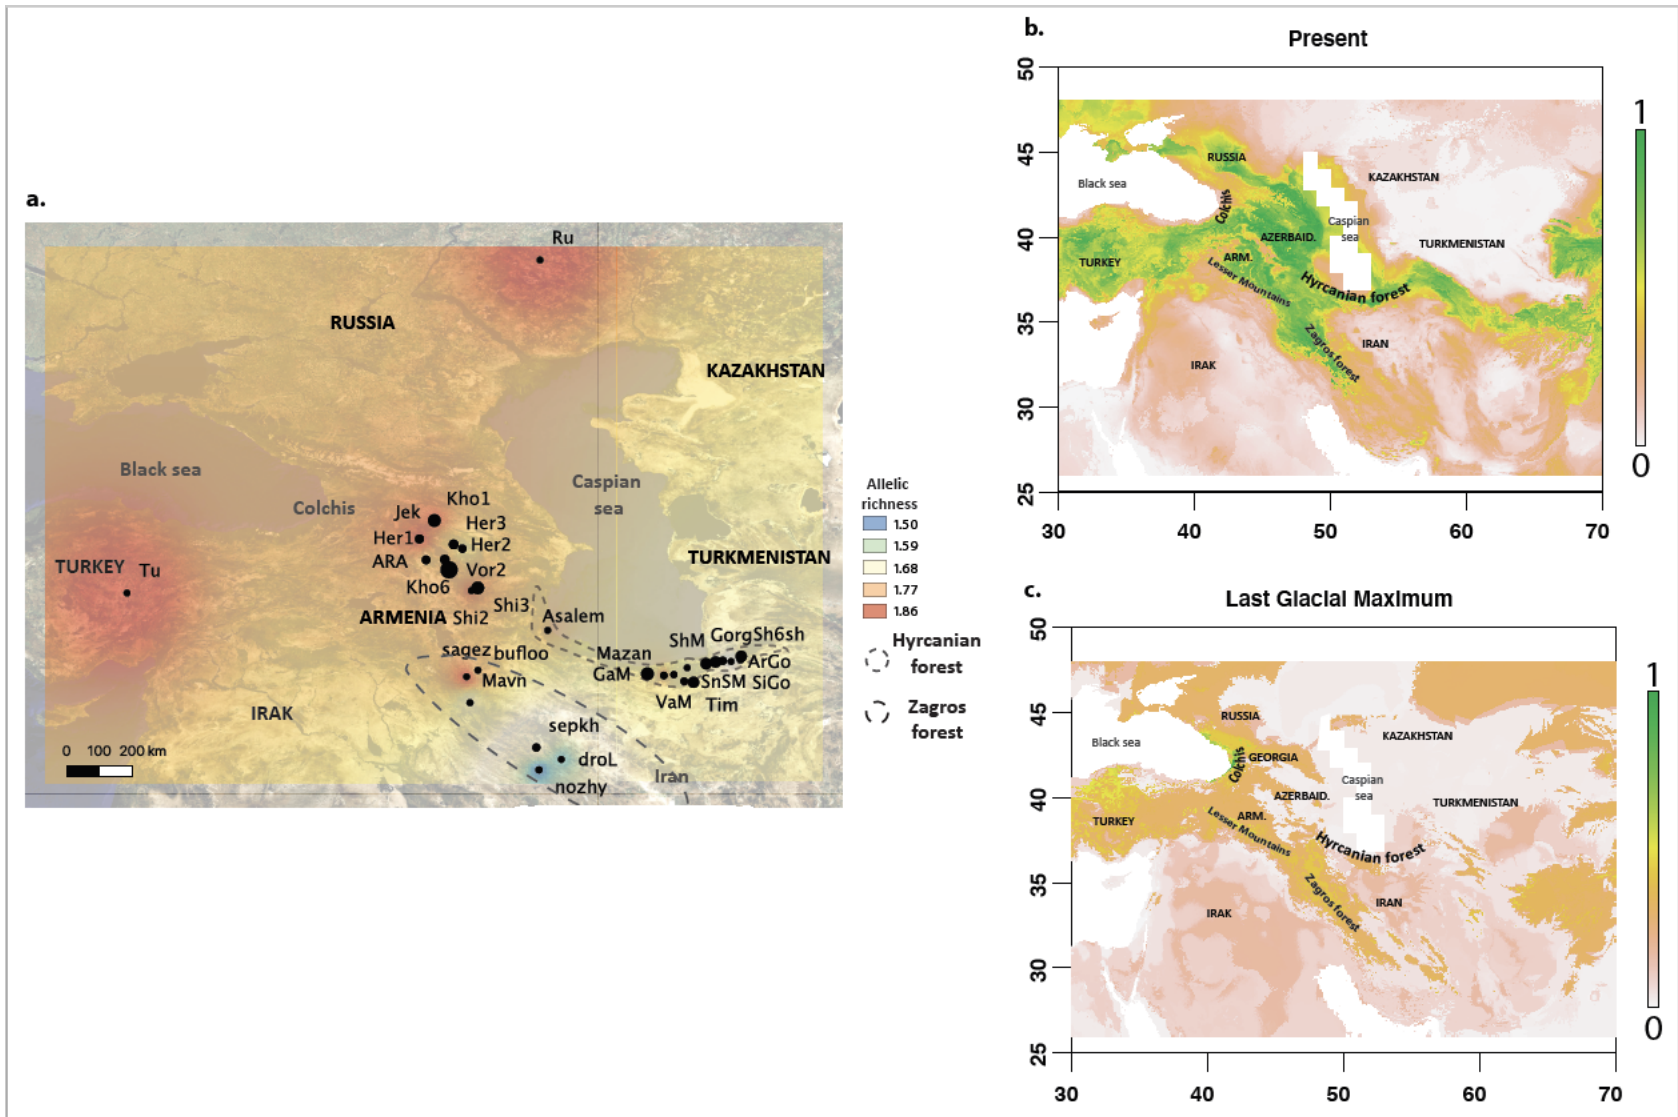 a.
Ru
RUSSIA
KAZAKHSTAN
Black sea
Colchis
Caspian
sea
Kho1
Jek
Her3
Her1
Her2
ARA
Vor2
Kho6
TURKEY
Tu
TURKMENISTAN
ARMENIA
Shi2
Shi3
Asalem
sagez
bufloo
Mavn
Mazan
ShM
GorgSh6sh
ArGo
GaM
SnSM
SiGo
VaM
Tim
IRAK
sepkh
droL
nozhy
Iran
0 100 200 km
Allelic
richness
1.50
1.59
1.68
1.77
1.86
Hyrcanian
forest
Zagros
forest
b.
Present
50
45
40
35
30
25
30
40
50
60
70
RUSSIA
Black sea
Colchis
KAZAKHSTAN
Caspian
sea
AZERBAID.
TURKMENISTAN
TURKEY
ARM.
Lesser Mountains
Hyrcanian forest
Zagros forest
IRAN
IRAK
1
0
c.
Last Glacial Maximum
50
45
40
35
30
25
30
40
50
60
70
RUSSIA
Black sea
Colchis
GEORGIA
KAZAKHSTAN
Caspian
sea
AZERBAID.
TURKMENISTAN
TURKEY
ARM.
Lesser Mountains
Hyrcanian forest
Zagros forest
IRAN
IRAK
1
0